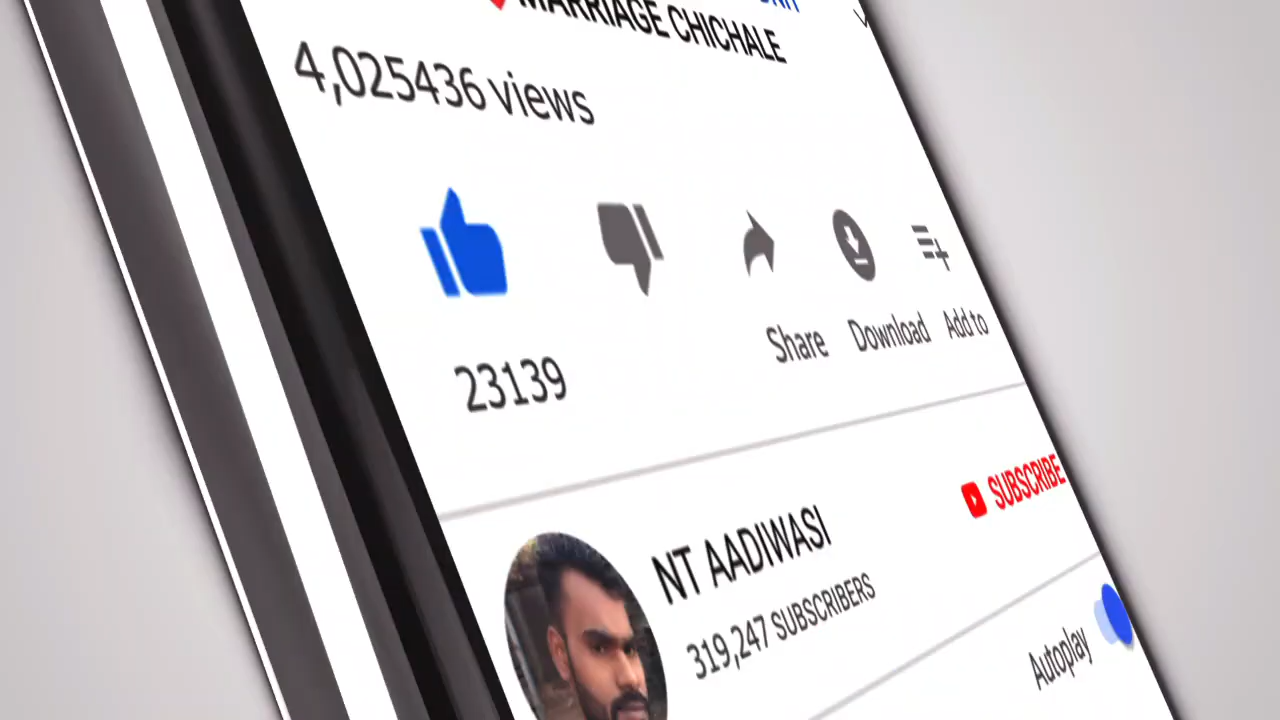 MARRIAGE CHICHALE
4,025436 views
23139
Share Download Add to
SUBSCRIBE
NT AADIWASI
319,247 SUBSCRIBERS
Autoplay